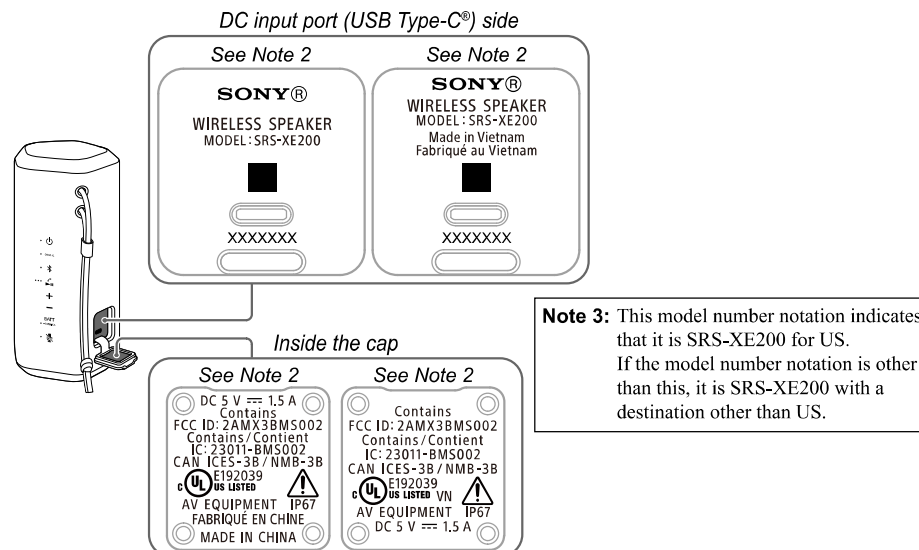 DC input port (USB Type-C®) side
See Note 2
SONY®
WIRELESS SPEAKER
MODEL: SRS-XE200
XXXXXXX
See Note 2
SONY®
WIRELESS SPEAKER
MODEL: SRS-XE200
Made in Vietnam
Fabriqué au Vietnam
XXXXXXX
BATT
Inside the cap
See Note 2
DC 5 V ⎓ 1.5 A
Contains
FCC ID: 2AMX3BMS002
Contains/Contient
IC: 23011-BMS002
CAN ICES-3B/NMB-3B
E192039
c UL US LISTED
AV EQUIPMENT IP67
FABRIQUÉ EN CHINE
MADE IN CHINA
See Note 2
Contains
FCC ID: 2AMX3BMS002
Contains/Contient
IC: 23011-BMS002
CAN ICES-3B/NMB-3B
E192039
c UL US LISTED VN
AV EQUIPMENT IP67
DC 5 V ⎓ 1.5 A
Note 3: This model number notation indicates
that it is SRS-XE200 for US.
If the model number notation is other
than this, it is SRS-XE200 with a
destination other than US.